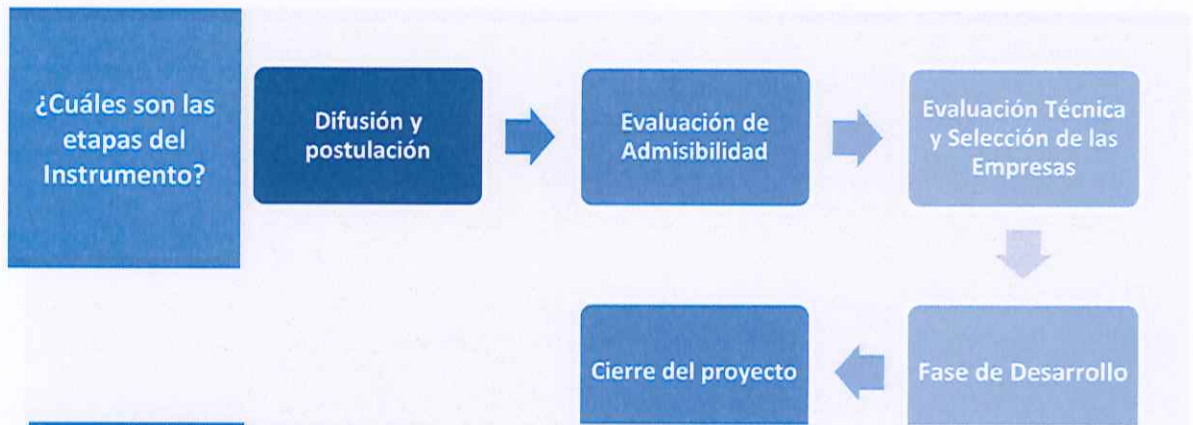 ¿Cuáles son las
etapas del
Instrumento?
Difusión y
postulación
Evaluación de
Admisibilidad
Evaluación Técnica
y Selección de las
Empresas
Fase de Desarrollo
Cierre del proyecto